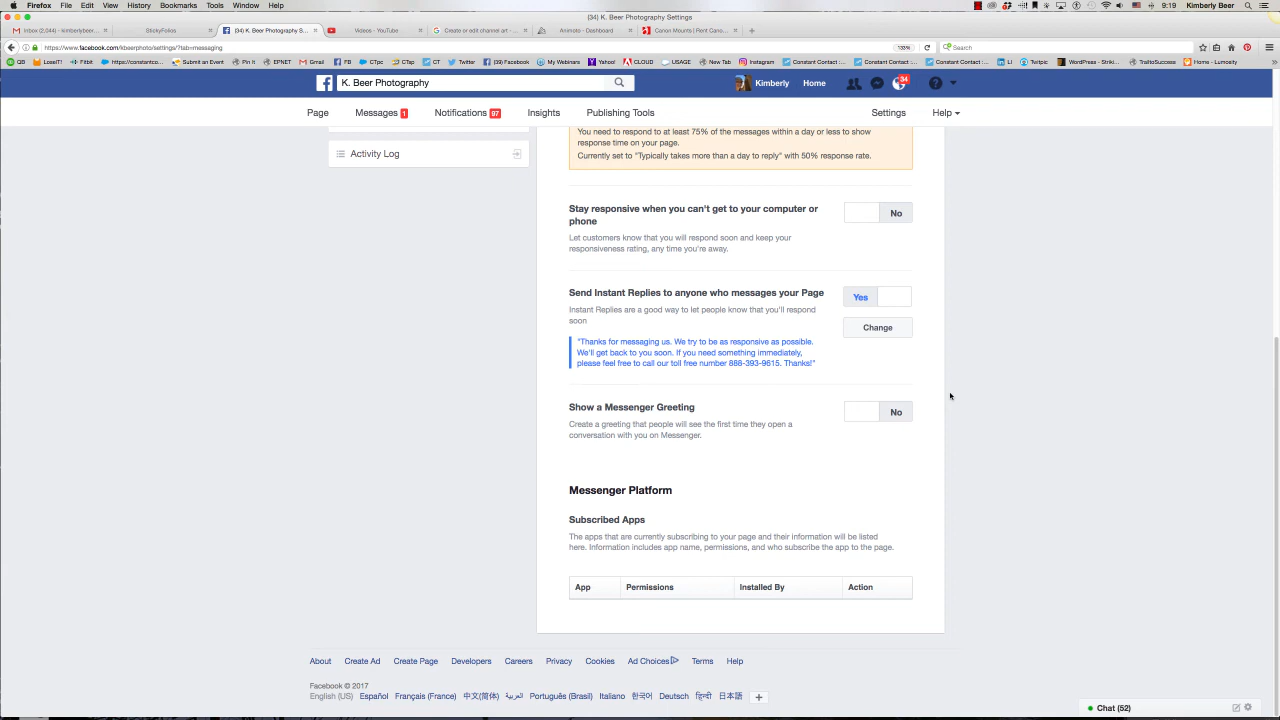 Firefox File Edit View History Bookmarks Tools Window Help 9:19 Kimberly Beer
(34) K. Beer Photography Settings
Inbox (2,044) - kimberlybeer... StickyFolios (34) K. Beer Photography S... Videos - YouTube Create or edit channel art - ... Animoto - Dashboard Canon Mounts | Rent Cano...
https://www.facebook.com/kbeerphoto/settings/?tab=messaging 133% Search
QB LoseIT! Fitbit https://constantco... Submit an Event Pin It EPNET Gmail FB CTpc CTap CT Twitter (39) Facebook My Webinars Yahoo! CLOUD USAGE New Tab Instagram Constant Contact :... Constant Contact :... Constant Contact :... LI Twtpic WordPress › Strikin... TraitoSuccess Home - Lumosity
K. Beer Photography Kimberly Home 34
Page Messages 1 Notifications 97 Insights Publishing Tools Settings Help
You need to respond to at least 75% of the messages within a day or less to show
response time on your page.
Currently set to "Typically takes more than a day to reply" with 50% response rate.
Activity Log
Stay responsive when you can't get to your computer or
phone
No
Let customers know that you will respond soon and keep your
responsiveness rating, any time you're away.
Send Instant Replies to anyone who messages your Page
Yes
Instant Replies are a good way to let people know that you'll respond
soon
Change
"Thanks for messaging us. We try to be as responsive as possible.
We'll get back to you soon. If you need something immediately,
please feel free to call our toll free number 888-393-9615. Thanks!"
Show a Messenger Greeting
No
Create a greeting that people will see the first time they open a
conversation with you on Messenger.
Messenger Platform
Subscribed Apps
The apps that are currently subscribing to your page and their information will be listed
here. Information includes app name, permissions, and who subscribe the app to the page.
App Permissions Installed By Action
About Create Ad Create Page Developers Careers Privacy Cookies Ad Choices Terms Help
Facebook © 2017
English (US) Español Français (France) 中文(简体) العربية Português (Brasil) Italiano 한국어 Deutsch हिन्दी 日本語 +
Chat (52)